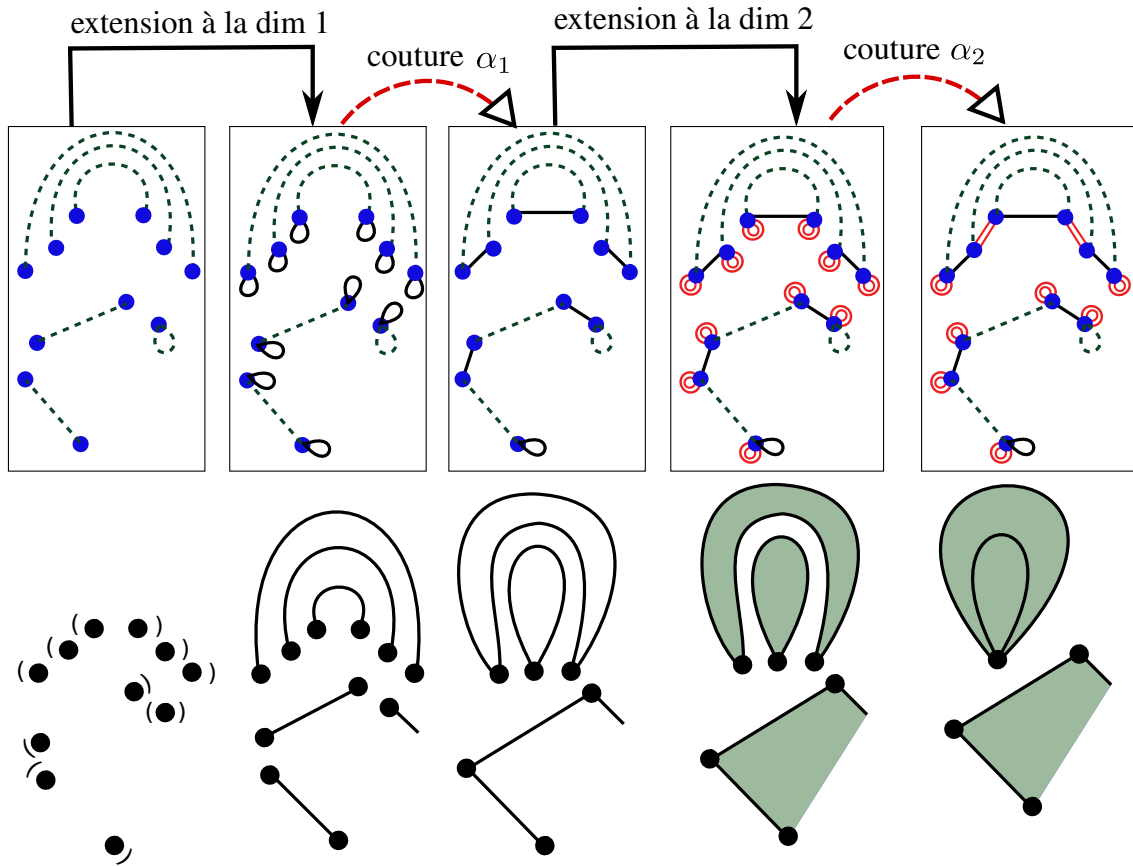 extension à la dim 1
couture α₁
extension à la dim 2
couture α₂